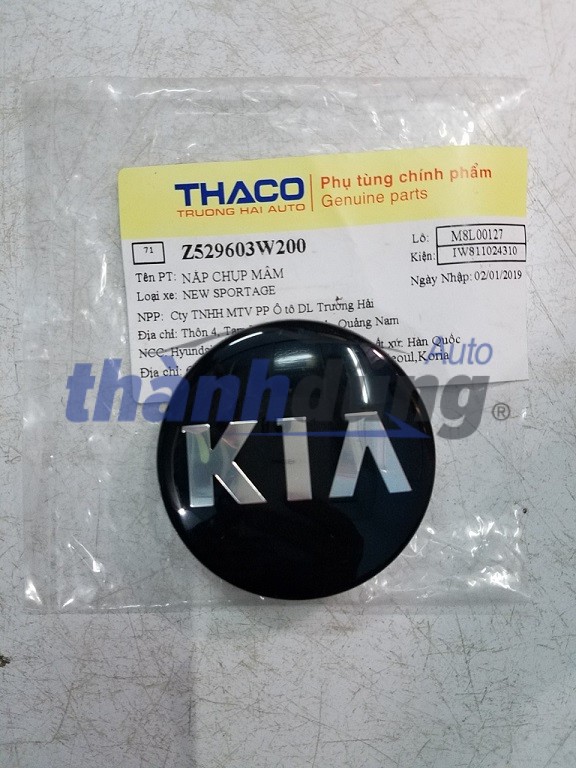 THACO
TRUONG HAI AUTO
Phụ tùng chính phẩm
Genuine parts
71
Z529603W200
Lô: M8L00127
Kiện: IW811024310
Tên PT: NẮP CHỤP MÂM
Ngày Nhập: 02/01/2019
Loại xe: NEW SPORTAGE
NPP: Cty TNHH MTV PP Ô tô DL Trường Hải
Địa chỉ: Thôn 4, Quảng Nam
NCC: Hyundai xứ: Hàn Quốc
Địa chỉ: Seoul,Koria
Auto
thanhdung®
KIA